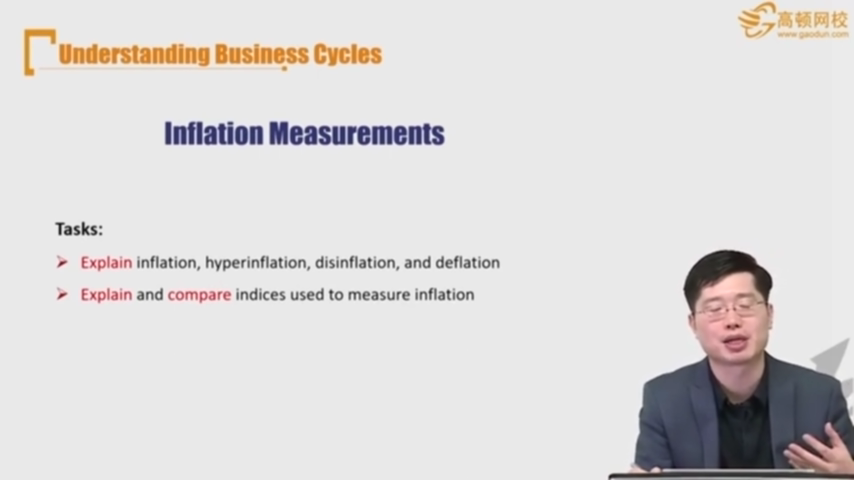 高顿网校
www.gaodun.com
Understanding Business Cycles
Inflation Measurements
Tasks:
Explain inflation, hyperinflation, disinflation, and deflation
Explain and compare indices used to measure inflation